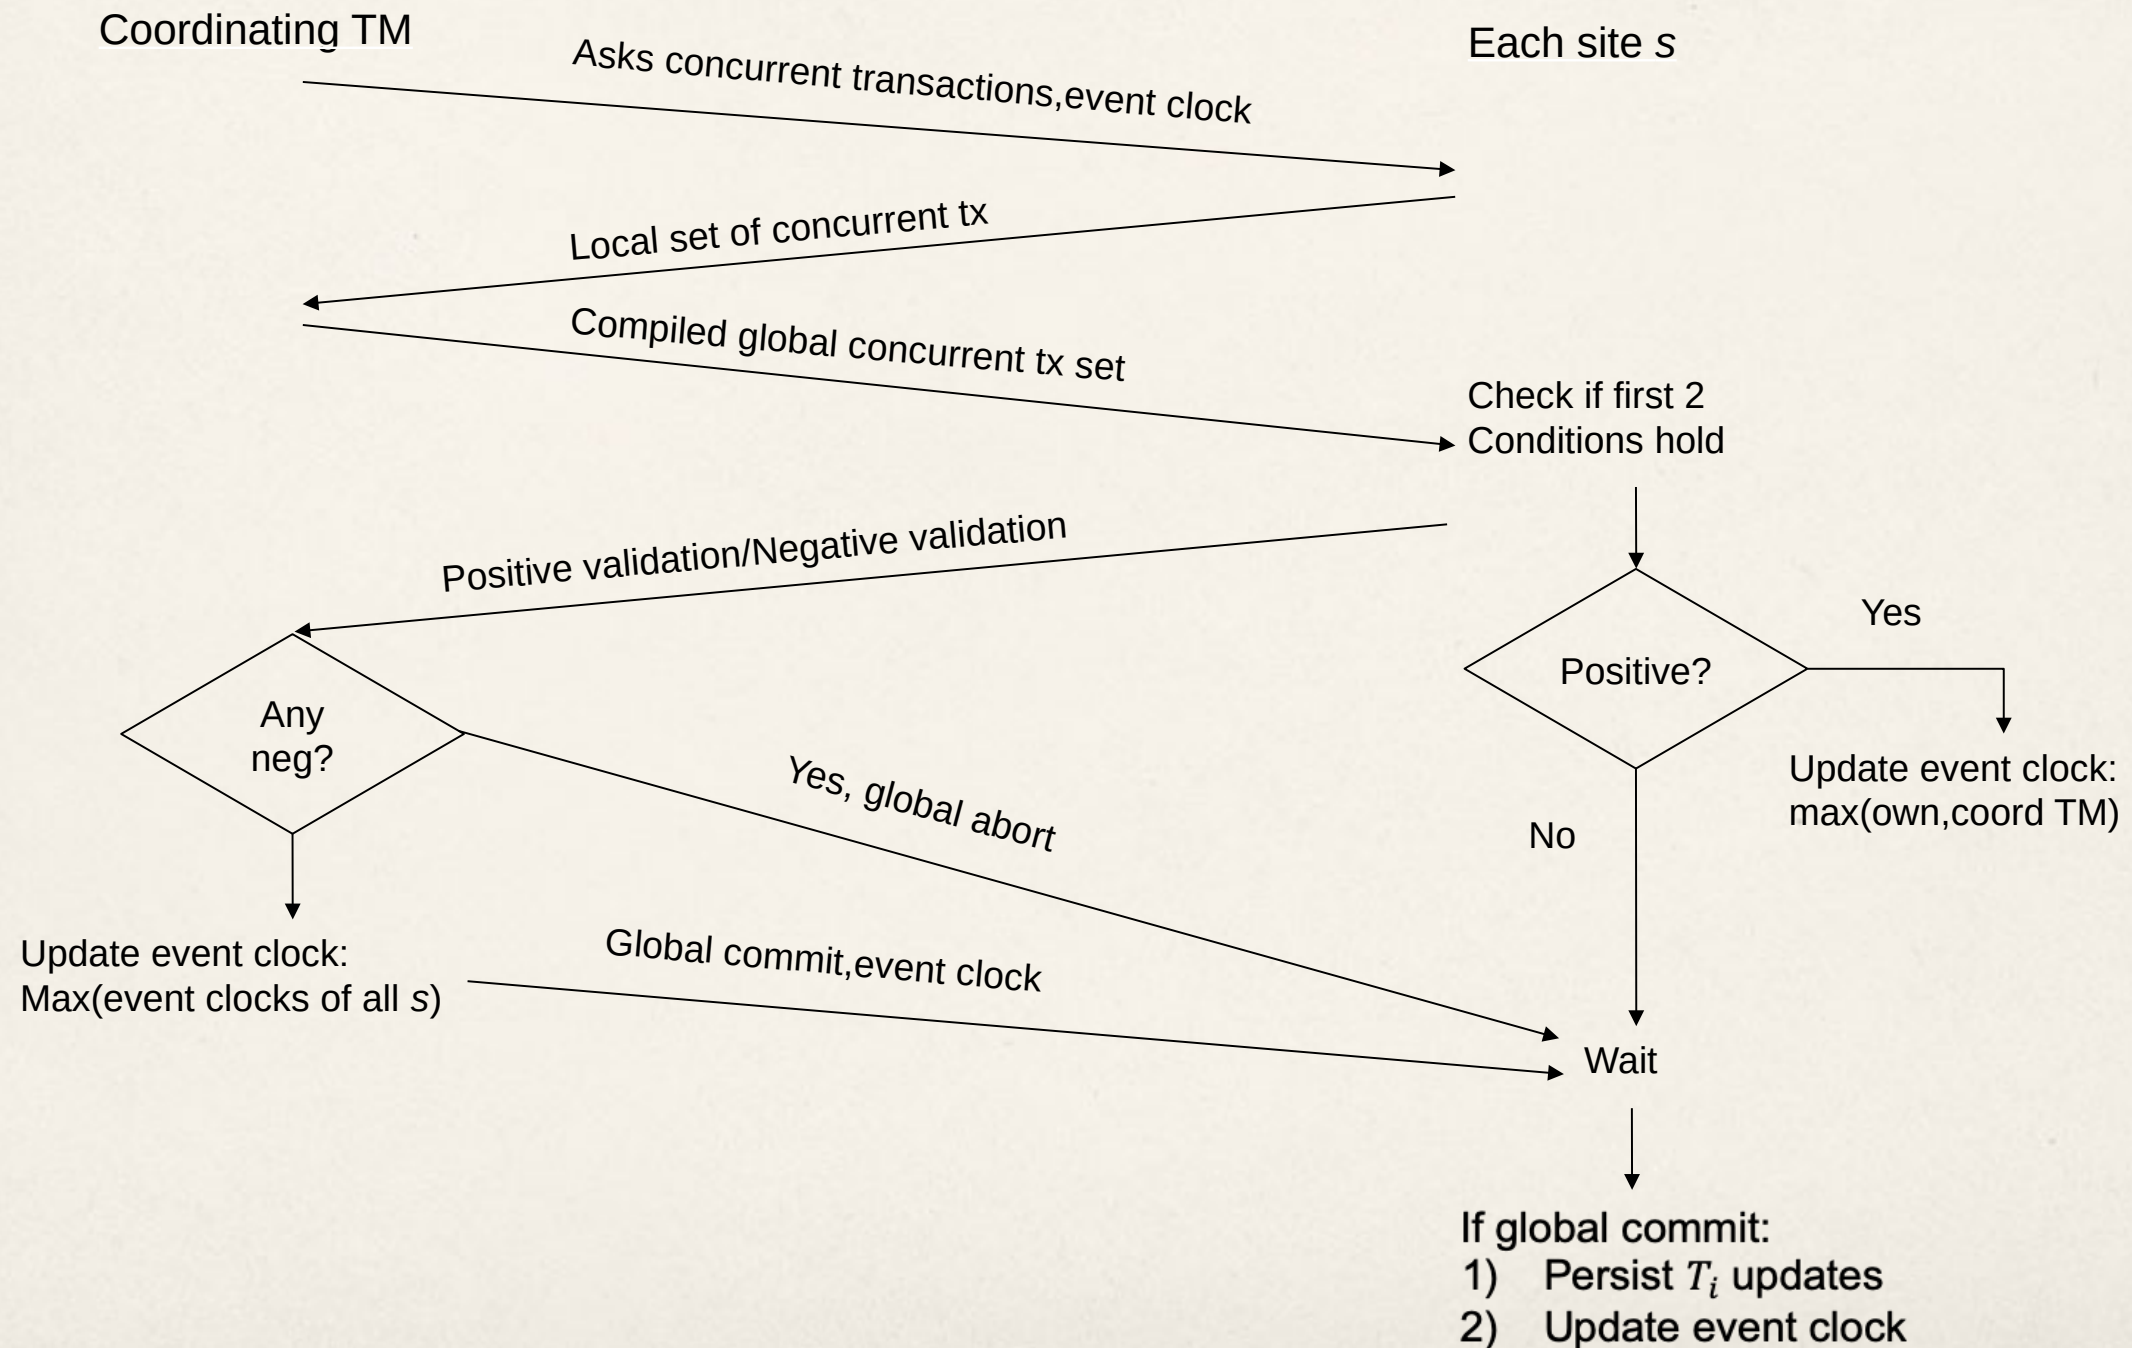 Coordinating TM
Each site s
Asks concurrent transactions,event clock
Local set of concurrent tx
Compiled global concurrent tx set
Check if first 2
Conditions hold
Positive validation/Negative validation
Yes
Positive?
Any
neg?
Yes, global abort
Update event clock:
max(own,coord TM)
No
Update event clock:
Max(event clocks of all s)
Global commit,event clock
Wait
If global commit:
1) Persist Tᵢ updates
2) Update event clock